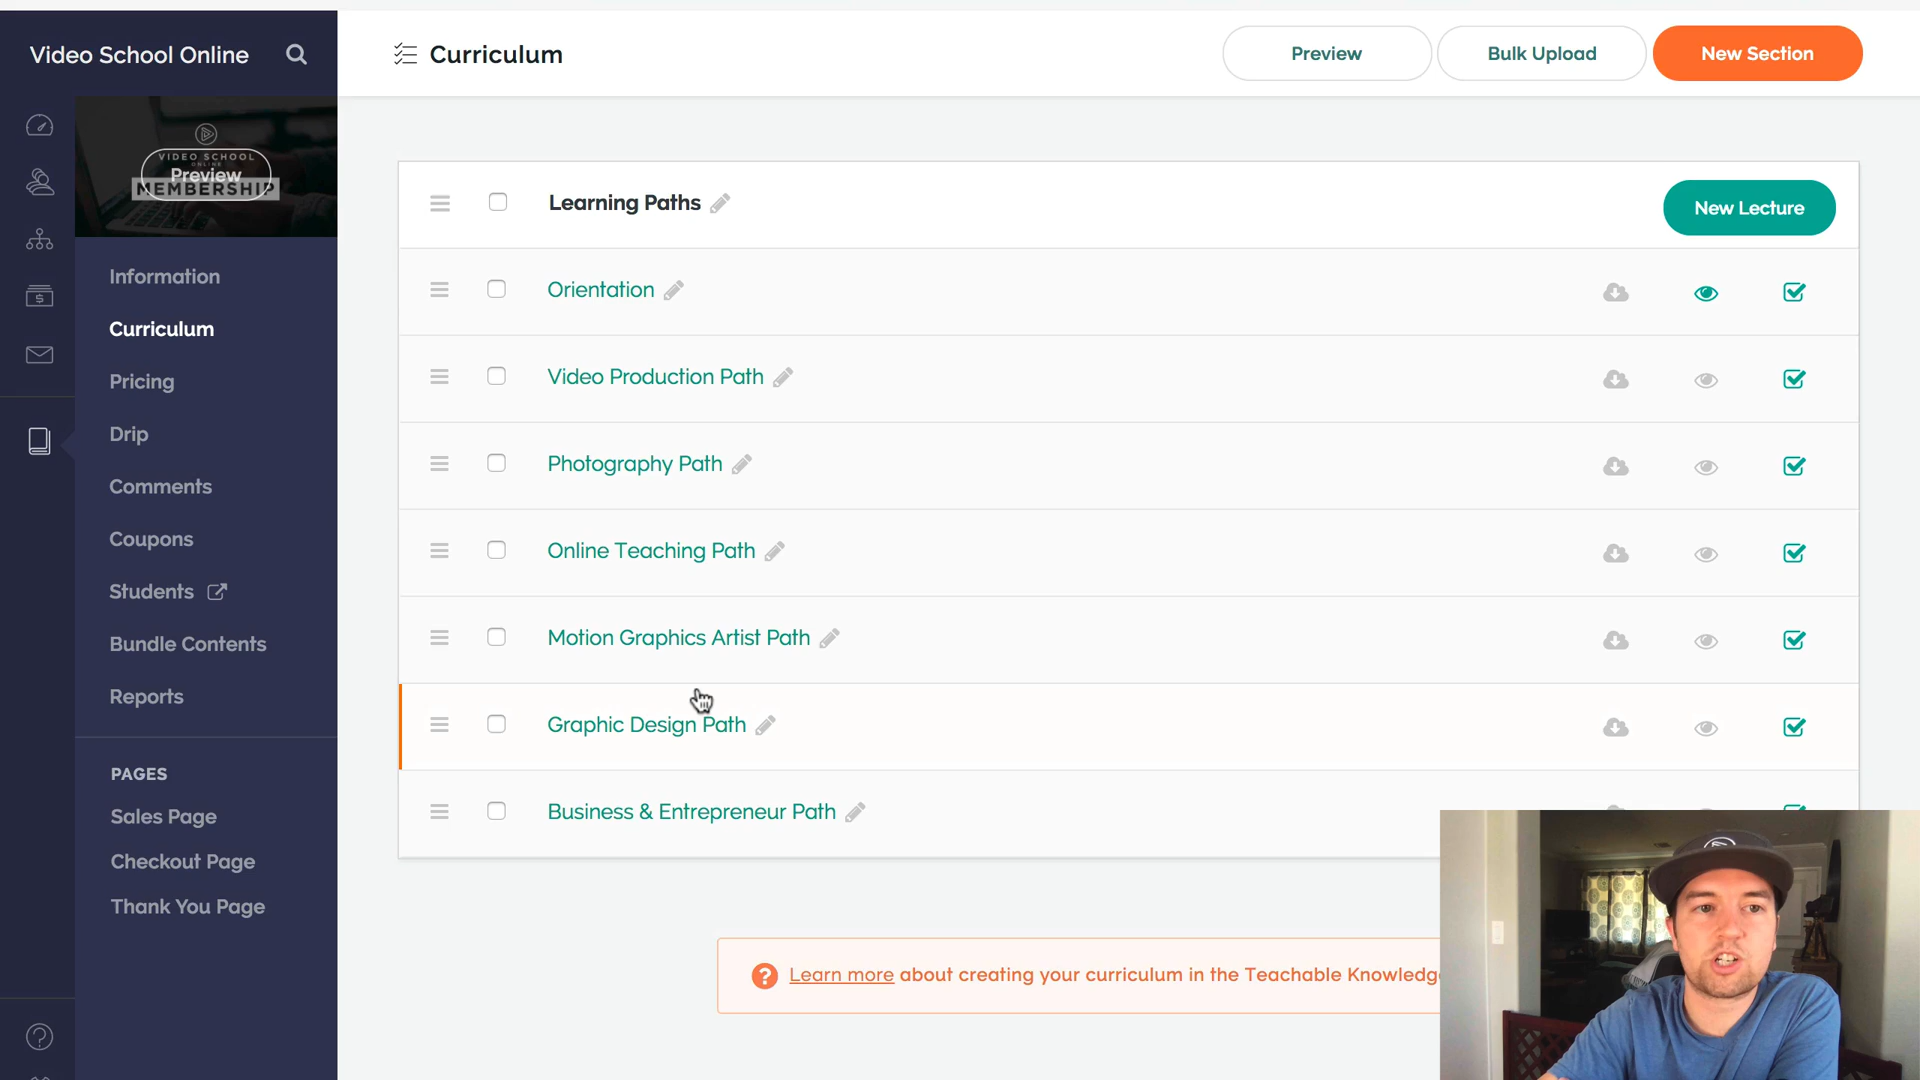 Video School Online
Curriculum
Preview
Bulk Upload
New Section
VIDEO SCHOOL
ONLINE
Preview
MEMBERSHIP
Information
Curriculum
Pricing
Drip
Comments
Coupons
Students
Bundle Contents
Reports
PAGES
Sales Page
Checkout Page
Thank You Page
Learning Paths
New Lecture
Orientation
Video Production Path
Photography Path
Online Teaching Path
Motion Graphics Artist Path
Graphic Design Path
Business & Entrepreneur Path
Learn more about creating your curriculum in the Teachable Knowledg